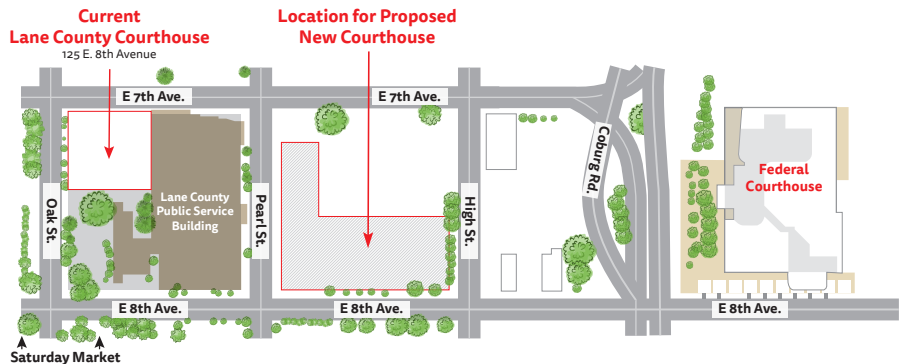 Current
Lane County Courthouse
125 E. 8th Avenue
Location for Proposed
New Courthouse
E 7th Ave.
E 7th Ave.
Oak St.
Lane County
Public Service
Building
Pearl St.
High St.
Coburg Rd.
Federal
Courthouse
E 8th Ave.
E 8th Ave.
E 8th Ave.
Saturday Market